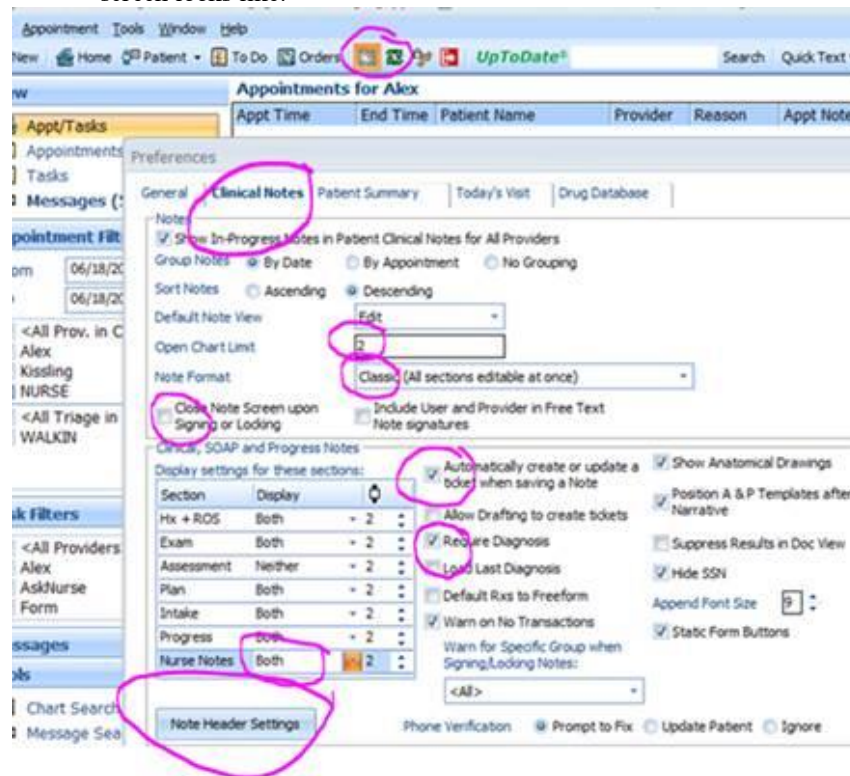 Appointment Tools Window Help
New Home Patient To Do Orders UpToDate® Search Quick Text
Appointments for Alex
Appt Time End Time Patient Name Provider Reason Appt Note
Appt/Tasks
Appointments
Tasks
Messages
Preferences
General Clinical Notes Patient Summary Today's Visit Drug Database
Notes
Show In-Progress Notes in Patient Clinical Notes for All Providers
Group Notes By Date By Appointment No Grouping
Sort Notes Ascending Descending
Default Note View Edit
Open Chart Limit 2
Note Format Classic (All sections editable at once)
Close Note Screen upon Signing or Locking
Include User and Provider in Free Text Note signatures
06/18/20
06/18/20
<All Prov. in C
Alex
Kissling
NURSE
<All Triage in
WALKIN
Clinical, SOAP and Progress Notes
Display settings for these sections:
Section Display
Hx + ROS Both 2
Exam Both 2
Assessment Neither 2
Plan Both 2
Intake Both 2
Progress Both 2
Nurse Notes Both 2
Automatically create or update a ticket when saving a Note
Allow Drafting to create tickets
Require Diagnosis
Load Last Diagnosis
Default Rxs to Freeform
Warn on No Transactions
Warn for Specific Group when Signing/Locking Notes:
<All>
Show Anatomical Drawings
Position A & P Templates after Narrative
Suppress Results in Doc View
Hide SSN
Append Font Size 9
Static Form Buttons
sk Filters
<All Providers
Alex
AskNurse
Form
ssages
ols
Chart Search
Message Sea
Note Header Settings
Phone Verification Prompt to Fix Update Patient Ignore